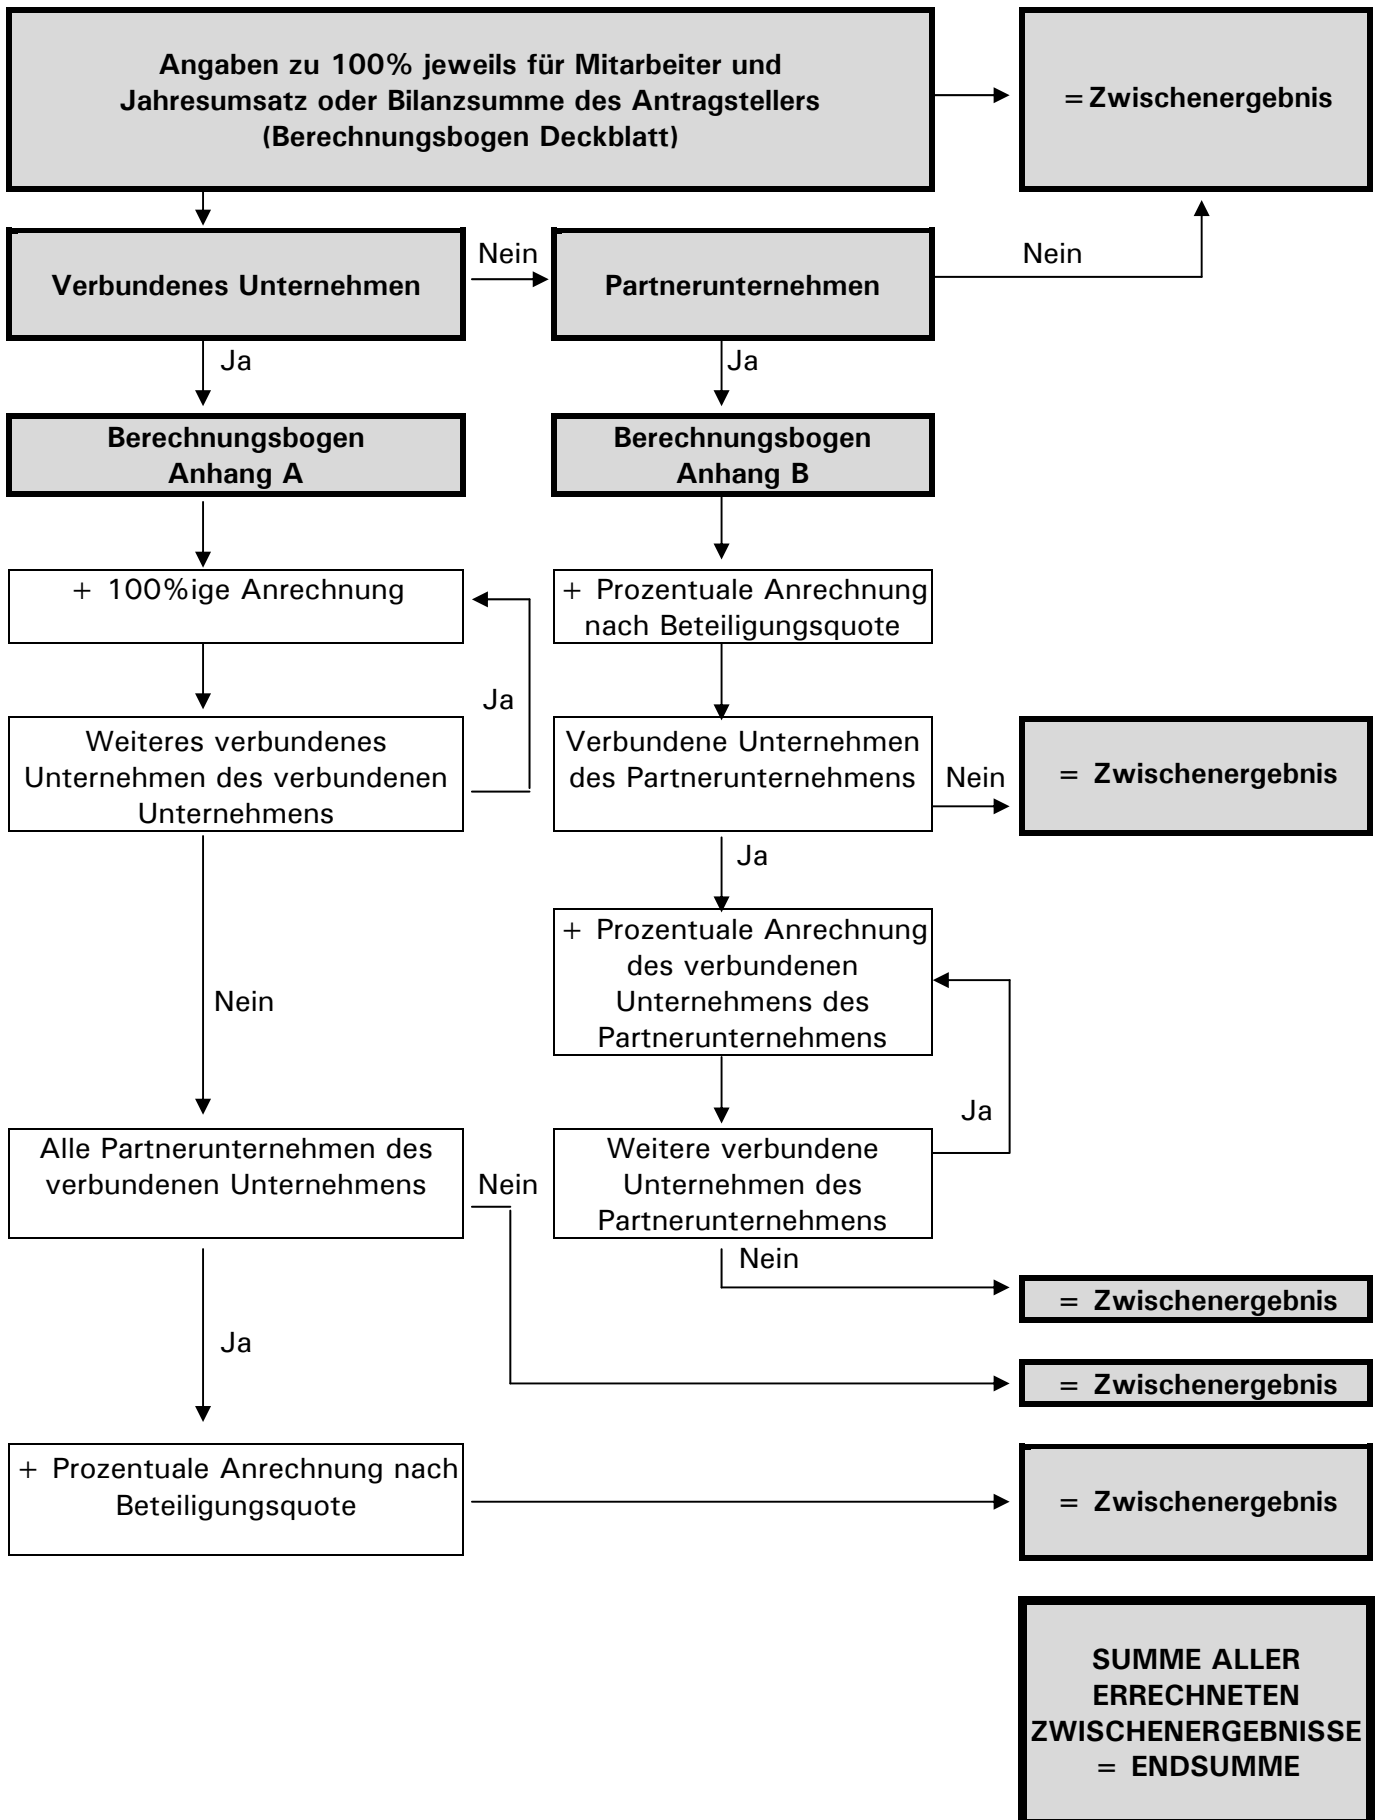 Angaben zu 100% jeweils für Mitarbeiter und
Jahresumsatz oder Bilanzsumme des Antragstellers
(Berechnungsbogen Deckblatt)
= Zwischenergebnis
Verbundenes Unternehmen
Nein
Partnerunternehmen
Nein
Ja
Ja
Berechnungsbogen
Anhang A
Berechnungsbogen
Anhang B
+ 100%ige Anrechnung
+ Prozentuale Anrechnung
nach Beteiligungsquote
Ja
Weiteres verbundenes
Unternehmen des verbundenen
Unternehmens
Verbundene Unternehmen
des Partnerunternehmens
Nein
= Zwischenergebnis
Ja
+ Prozentuale Anrechnung
des verbundenen
Unternehmens des
Partnerunternehmens
Nein
Ja
Alle Partnerunternehmen des
verbundenen Unternehmens
Nein
Weitere verbundene
Unternehmen des
Partnerunternehmens
Nein
= Zwischenergebnis
Ja
= Zwischenergebnis
+ Prozentuale Anrechnung nach
Beteiligungsquote
= Zwischenergebnis
SUMME ALLER
ERRECHNETEN
ZWISCHENERGEBNISSE
= ENDSUMME